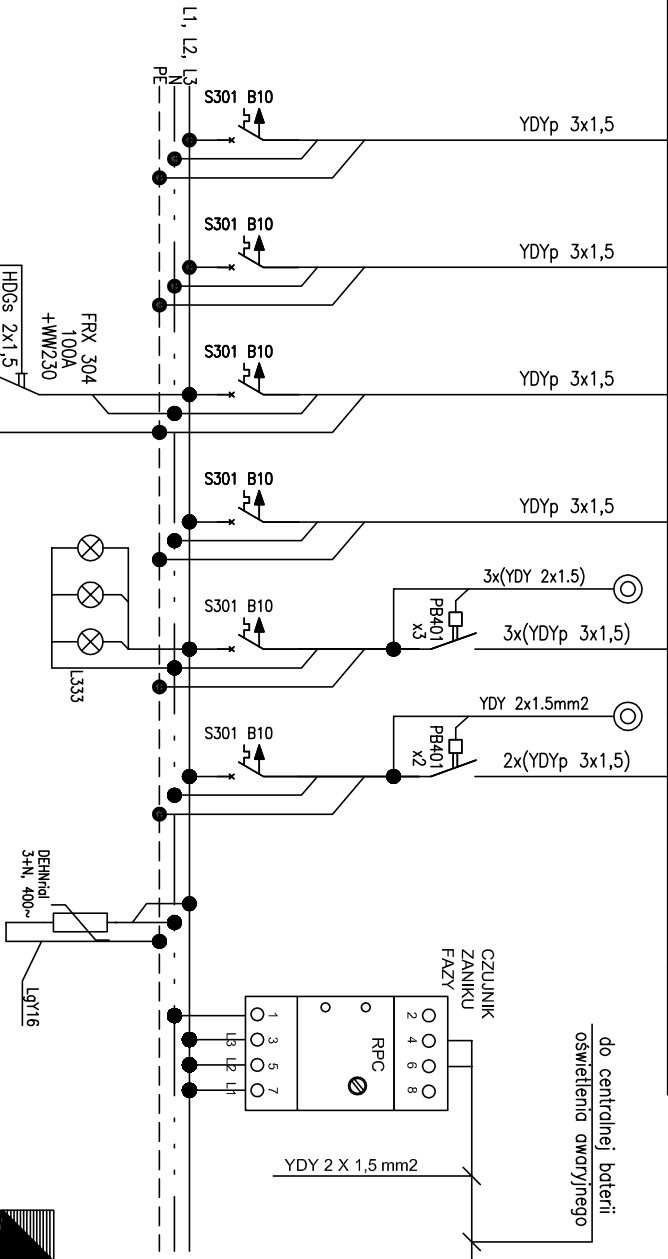 L1, L2, L3
N
PE
S301 B10
YDYp 3x1,5
S301 B10
YDYp 3x1,5
S301 B10
YDYp 3x1,5
FRX 304
100A
+WW230
HDGs 2x1,5
S301 B10
YDYp 3x1,5
L333
S301 B10
3x(YDY 2x1.5)
PB401
x3
3x(YDYp 3x1,5)
S301 B10
YDY 2x1.5mm2
PB401
x2
2x(YDYp 3x1,5)
DEHNrial
3+N, 400~
LgY16
CZUJNIK
ZANIKU
FAZY
RPC
2
4
6
8
1
3
5
7
L3
L2
L1
YDY 2 X 1,5 mm2
do centralnej baterii
oświetlenia awaryjnego